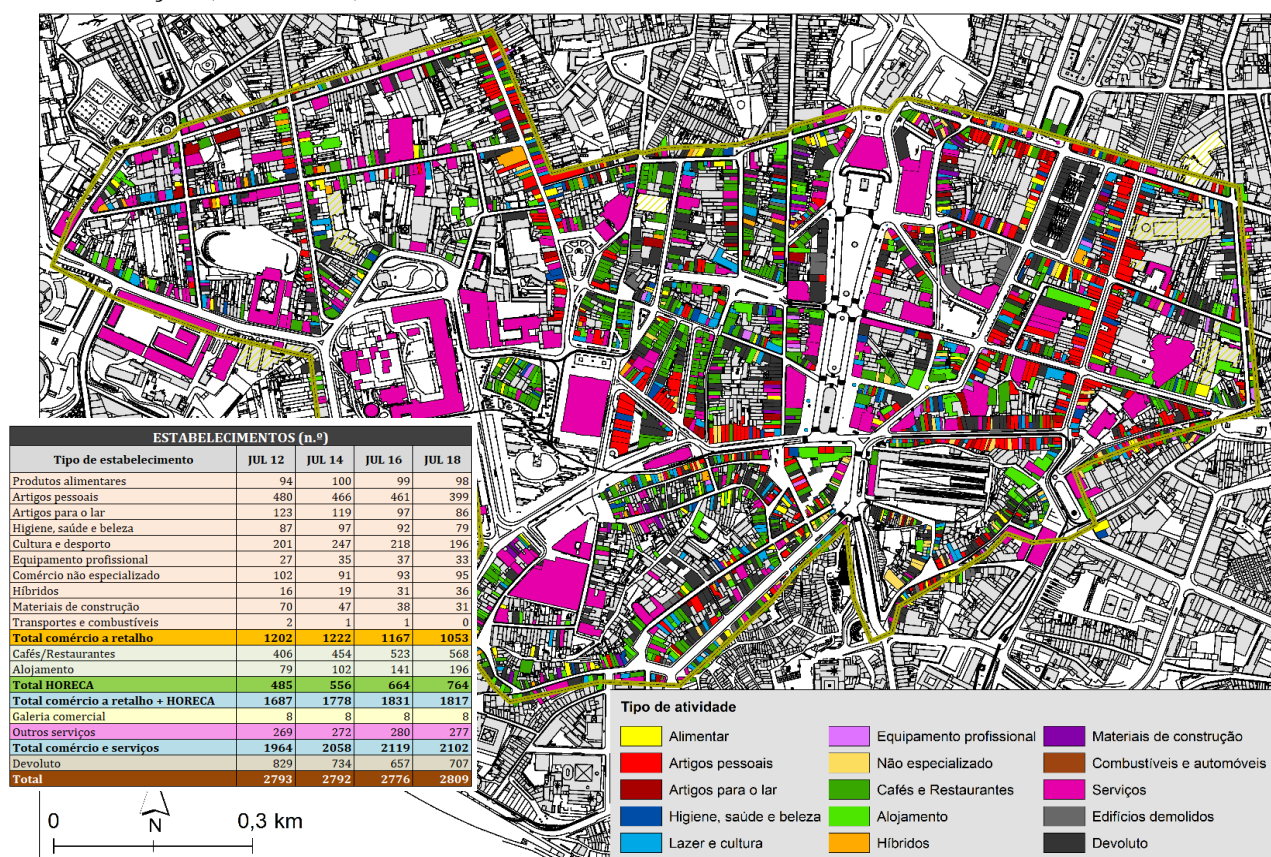 ESTABELECIMENTOS (n.º)
Tipo de estabelecimento JUL 12 JUL 14 JUL 16 JUL 18
Produtos alimentares 94 100 99 98
Artigos pessoais 480 466 461 399
Artigos para o lar 123 119 97 86
Higiene, saúde e beleza 87 97 92 79
Cultura e desporto 201 247 218 196
Equipamento profissional 27 35 37 33
Comércio não especializado 102 91 93 95
Híbridos 16 19 31 36
Materiais de construção 70 47 38 31
Transportes e combustíveis 2 1 1 0
Total comércio a retalho 1202 1222 1167 1053
Cafés/Restaurantes 406 454 523 568
Alojamento 79 102 141 196
Total HORECA 485 556 664 764
Total comércio a retalho + HORECA 1687 1778 1831 1817
Galeria comercial 8 8 8 8
Outros serviços 269 272 280 277
Total comércio e serviços 1964 2058 2119 2102
Devoluto 829 734 657 707
Total 2793 2792 2776 2809
0 N 0,3 km
Tipo de atividade
Alimentar Equipamento profissional Materiais de construção
Artigos pessoais Não especializado Combustíveis e automóveis
Artigos para o lar Cafés e Restaurantes Serviços
Higiene, saúde e beleza Alojamento Edifícios demolidos
Lazer e cultura Híbridos Devoluto